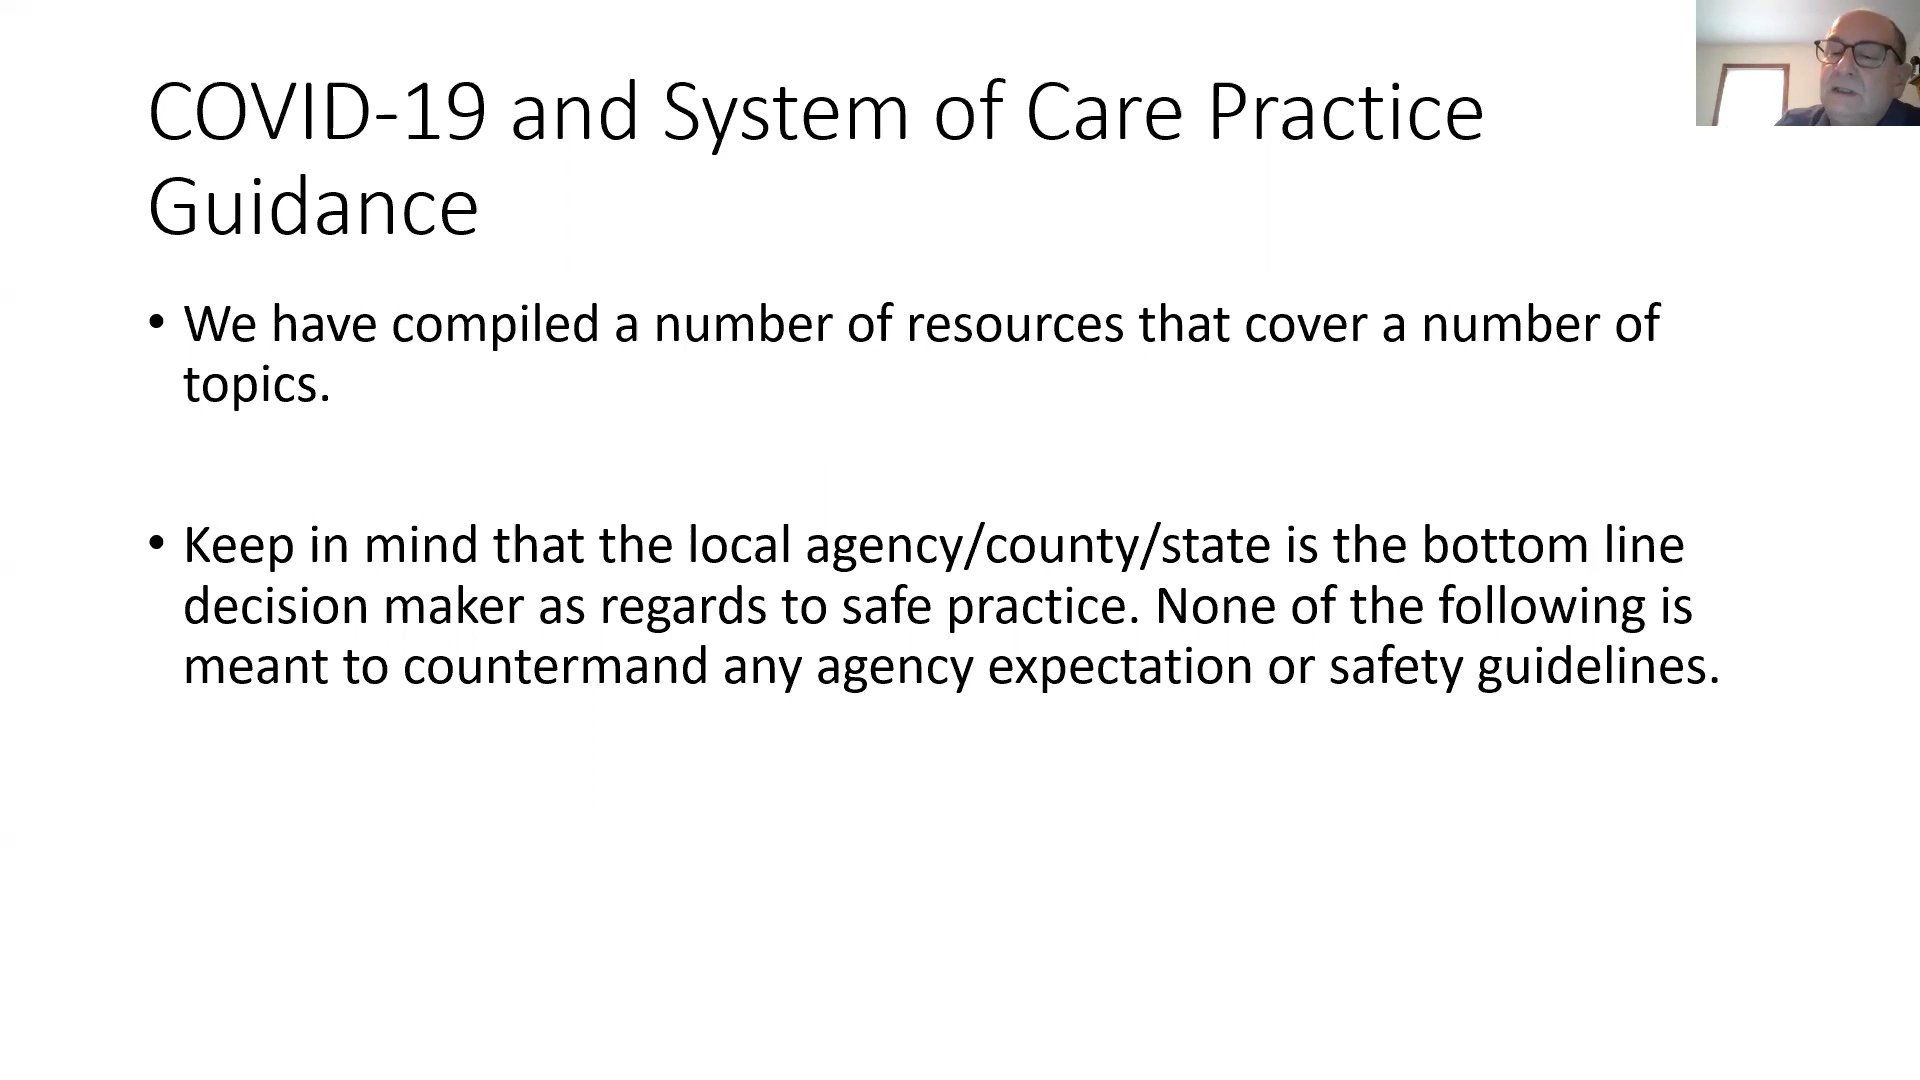 COVID-19 and System of Care Practice
Guidance
• We have compiled a number of resources that cover a number of
topics.
• Keep in mind that the local agency/county/state is the bottom line
decision maker as regards to safe practice. None of the following is
meant to countermand any agency expectation or safety guidelines.